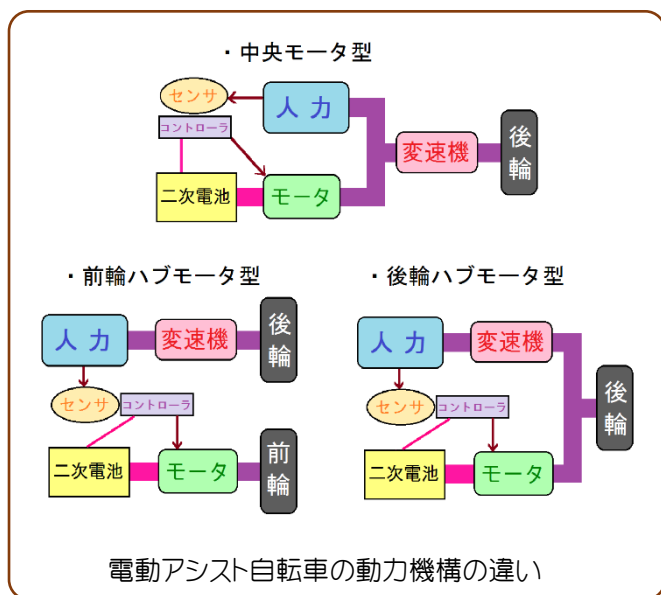 ・中央モータ型
センサ
人力
コントローラ
変速機
後輪
二次電池
モータ
・前輪ハブモータ型
人力
変速機
後輪
センサ
コントローラ
二次電池
モータ
前輪
・後輪ハブモータ型
人力
変速機
センサ
コントローラ
後輪
二次電池
モータ
電動アシスト自転車の動力機構の違い